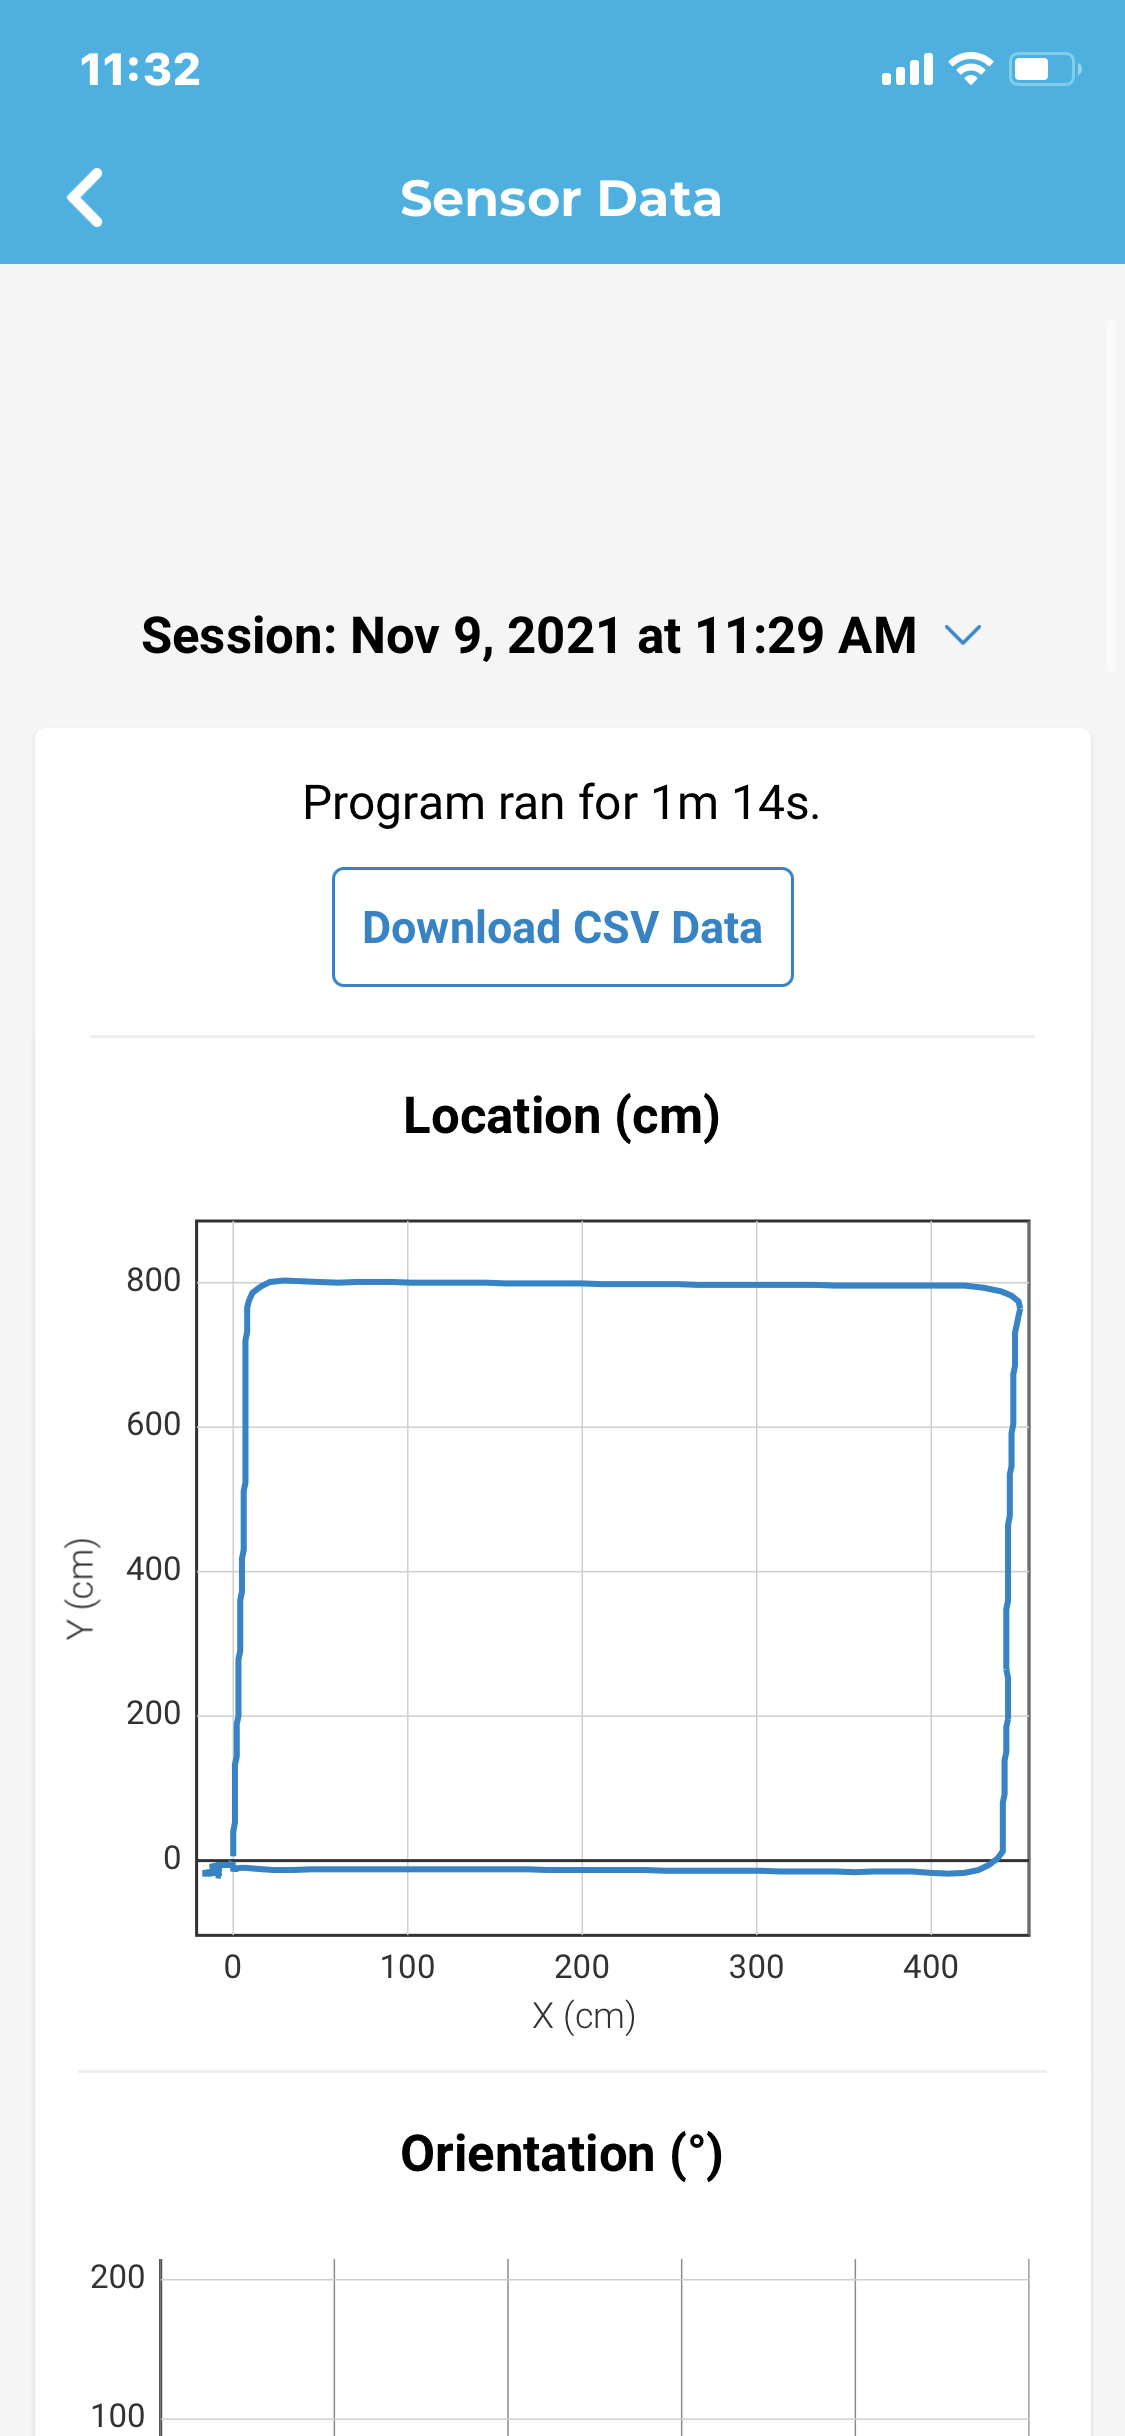 11:32
Sensor Data
Session: Nov 9, 2021 at 11:29 AM
Program ran for 1m 14s.
Download CSV Data
Location (cm)
800
600
400
200
0
Y (cm)
0 100 200 300 400
X (cm)
Orientation (°)
200
100